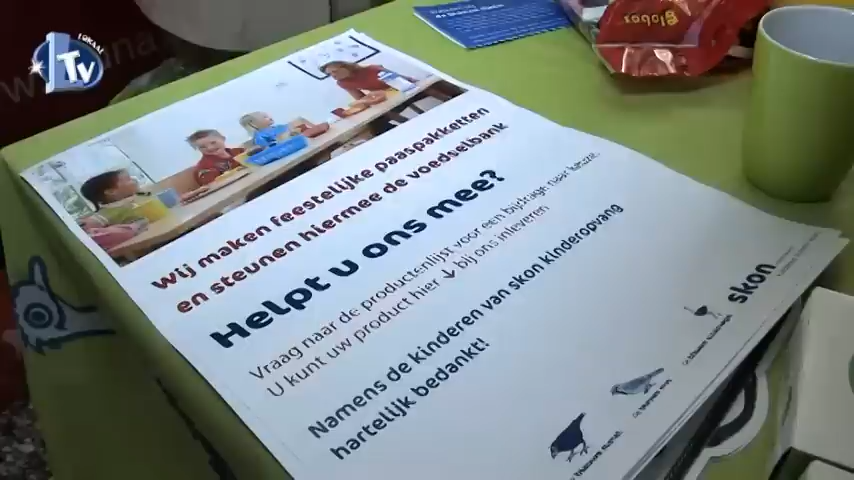 LOKAAL
TV
Globos
Wij maken feestelijke paaspakketten
en steunen hiermee de voedselbank
Helpt u ons mee?
Vraag naar de productenlijst voor een bijdrage naar keuze.
U kunt uw product hier ↓ bij ons inleveren
Namens de kinderen van skon kinderopvang
hartelijk bedankt!
skon